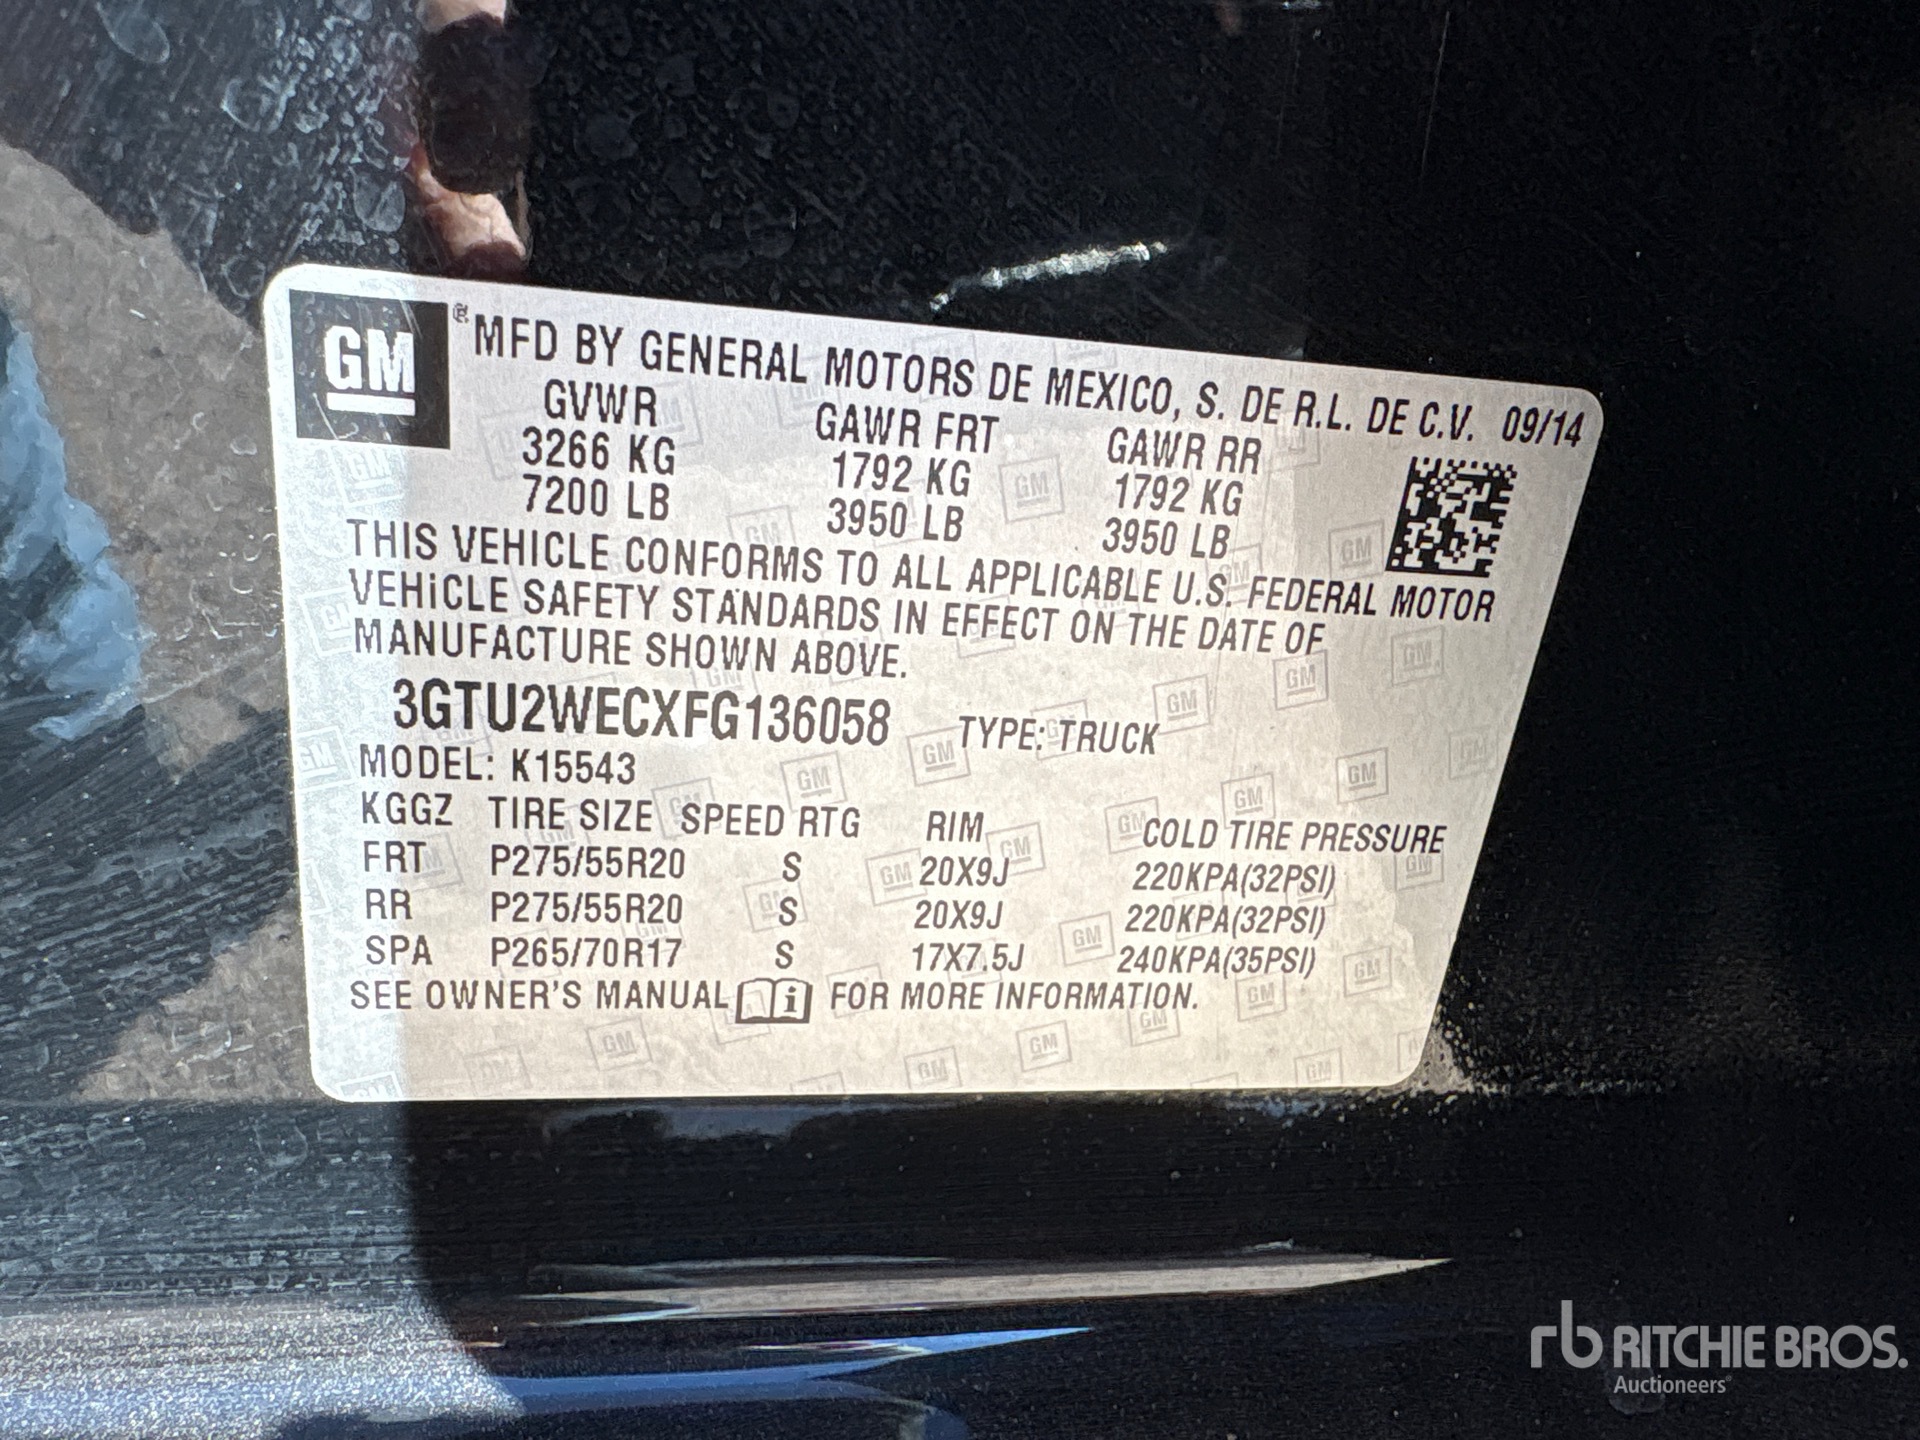 GM ® MFD BY GENERAL MOTORS DE MEXICO, S. DE R.L. DE C.V. 09/14
GVWR GAWR FRT GAWR RR
3266 KG 1792 KG 1792 KG
7200 LB 3950 LB 3950 LB
THIS VEHICLE CONFORMS TO ALL APPLICABLE U.S. FEDERAL MOTOR
VEHICLE SAFETY STANDARDS IN EFFECT ON THE DATE OF
MANUFACTURE SHOWN ABOVE.
3GTU2WECXFG136058 TYPE: TRUCK
MODEL: K15543
KGGZ TIRE SIZE SPEED RTG RIM COLD TIRE PRESSURE
FRT P275/55R20 S 20X9J 220KPA(32PSI)
RR P275/55R20 S 20X9J 220KPA(32PSI)
SPA P265/70R17 S 17X7.5J 240KPA(35PSI)
SEE OWNER'S MANUAL i FOR MORE INFORMATION.
rb RITCHIE BROS.
Auctioneers